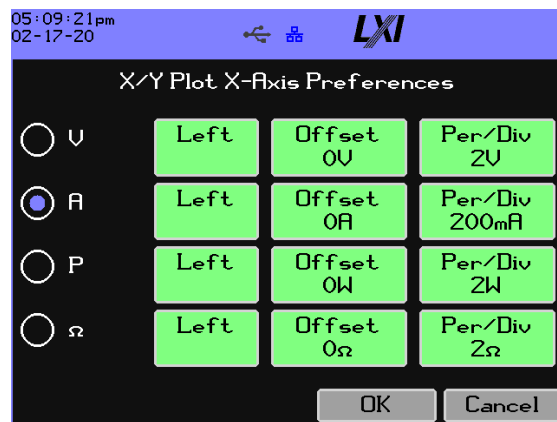 05:09:21pm
02-17-20
LXI
X/Y Plot X-Axis Preferences
V Left Offset Per/Div
0V 2V
A Left Offset Per/Div
0A 200mA
P Left Offset Per/Div
0W 2W
Ω Left Offset Per/Div
0Ω 2Ω
OK Cancel